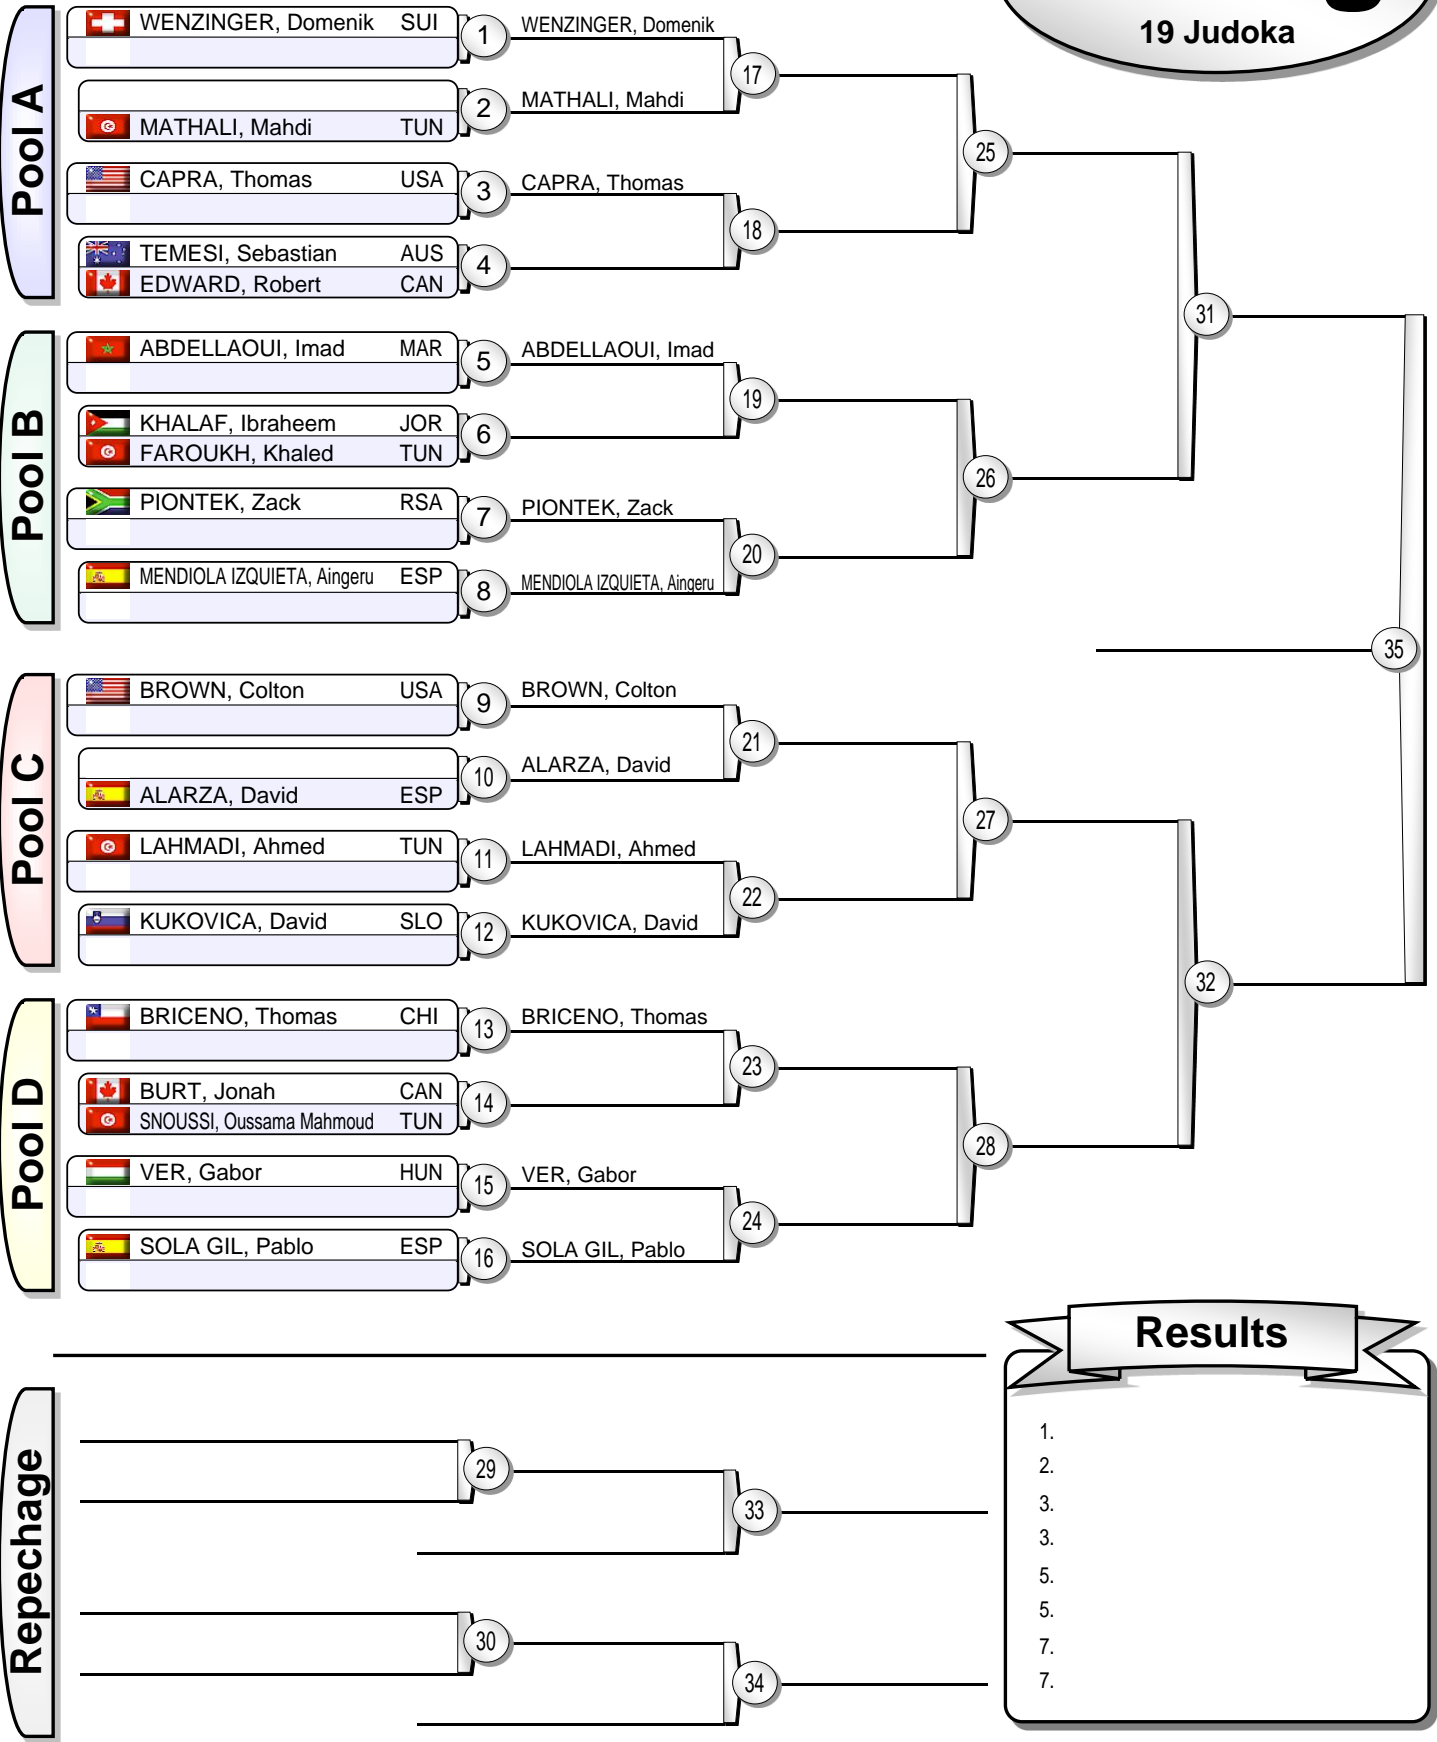 19 Judoka
Pool A
WENZINGER, Domenik SUI
1
WENZINGER, Domenik
17
MATHALI, Mahdi TUN
2
MATHALI, Mahdi
25
CAPRA, Thomas USA
3
CAPRA, Thomas
18
TEMESI, Sebastian AUS
EDWARD, Robert CAN
4
31
Pool B
ABDELLAOUI, Imad MAR
5
ABDELLAOUI, Imad
19
KHALAF, Ibraheem JOR
FAROUKH, Khaled TUN
6
26
PIONTEK, Zack RSA
7
PIONTEK, Zack
20
MENDIOLA IZQUIETA, Aingeru ESP
8
MENDIOLA IZQUIETA, Aingeru
35
Pool C
BROWN, Colton USA
9
BROWN, Colton
21
ALARZA, David ESP
10
ALARZA, David
27
LAHMADI, Ahmed TUN
11
LAHMADI, Ahmed
22
KUKOVICA, David SLO
12
KUKOVICA, David
32
Pool D
BRICENO, Thomas CHI
13
BRICENO, Thomas
23
BURT, Jonah CAN
SNOUSSI, Oussama Mahmoud TUN
14
28
VER, Gabor HUN
15
VER, Gabor
24
SOLA GIL, Pablo ESP
16
SOLA GIL, Pablo
Repechage
29
33
30
34
Results
1.
2.
3.
3.
5.
5.
7.
7.